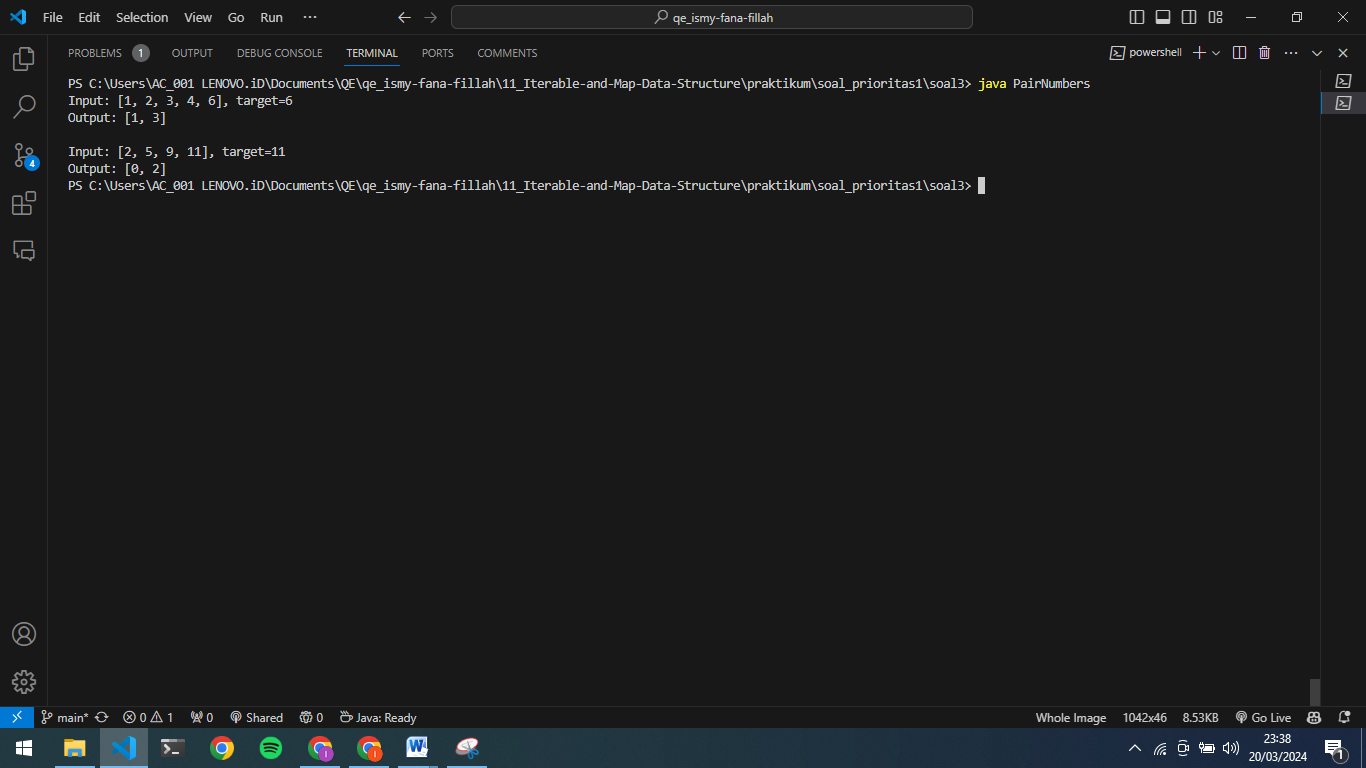 File Edit Selection View Go Run ··· qe_ismy-fana-fillah
PROBLEMS 1 OUTPUT DEBUG CONSOLE TERMINAL PORTS COMMENTS powershell
PS C:\Users\AC_001 LENOVO.iD\Documents\QE\qe_ismy-fana-fillah\11_Iterable-and-Map-Data-Structure\praktikum\soal_prioritas1\soal3> java PairNumbers
Input: [1, 2, 3, 4, 6], target=6
Output: [1, 3]
Input: [2, 5, 9, 11], target=11
Output: [0, 2]
PS C:\Users\AC_001 LENOVO.iD\Documents\QE\qe_ismy-fana-fillah\11_Iterable-and-Map-Data-Structure\praktikum\soal_prioritas1\soal3>
4
main* 0 1 0 Shared 0 Java: Ready Whole Image 1042x46 8.53KB Go Live
23:38
20/03/2024
1